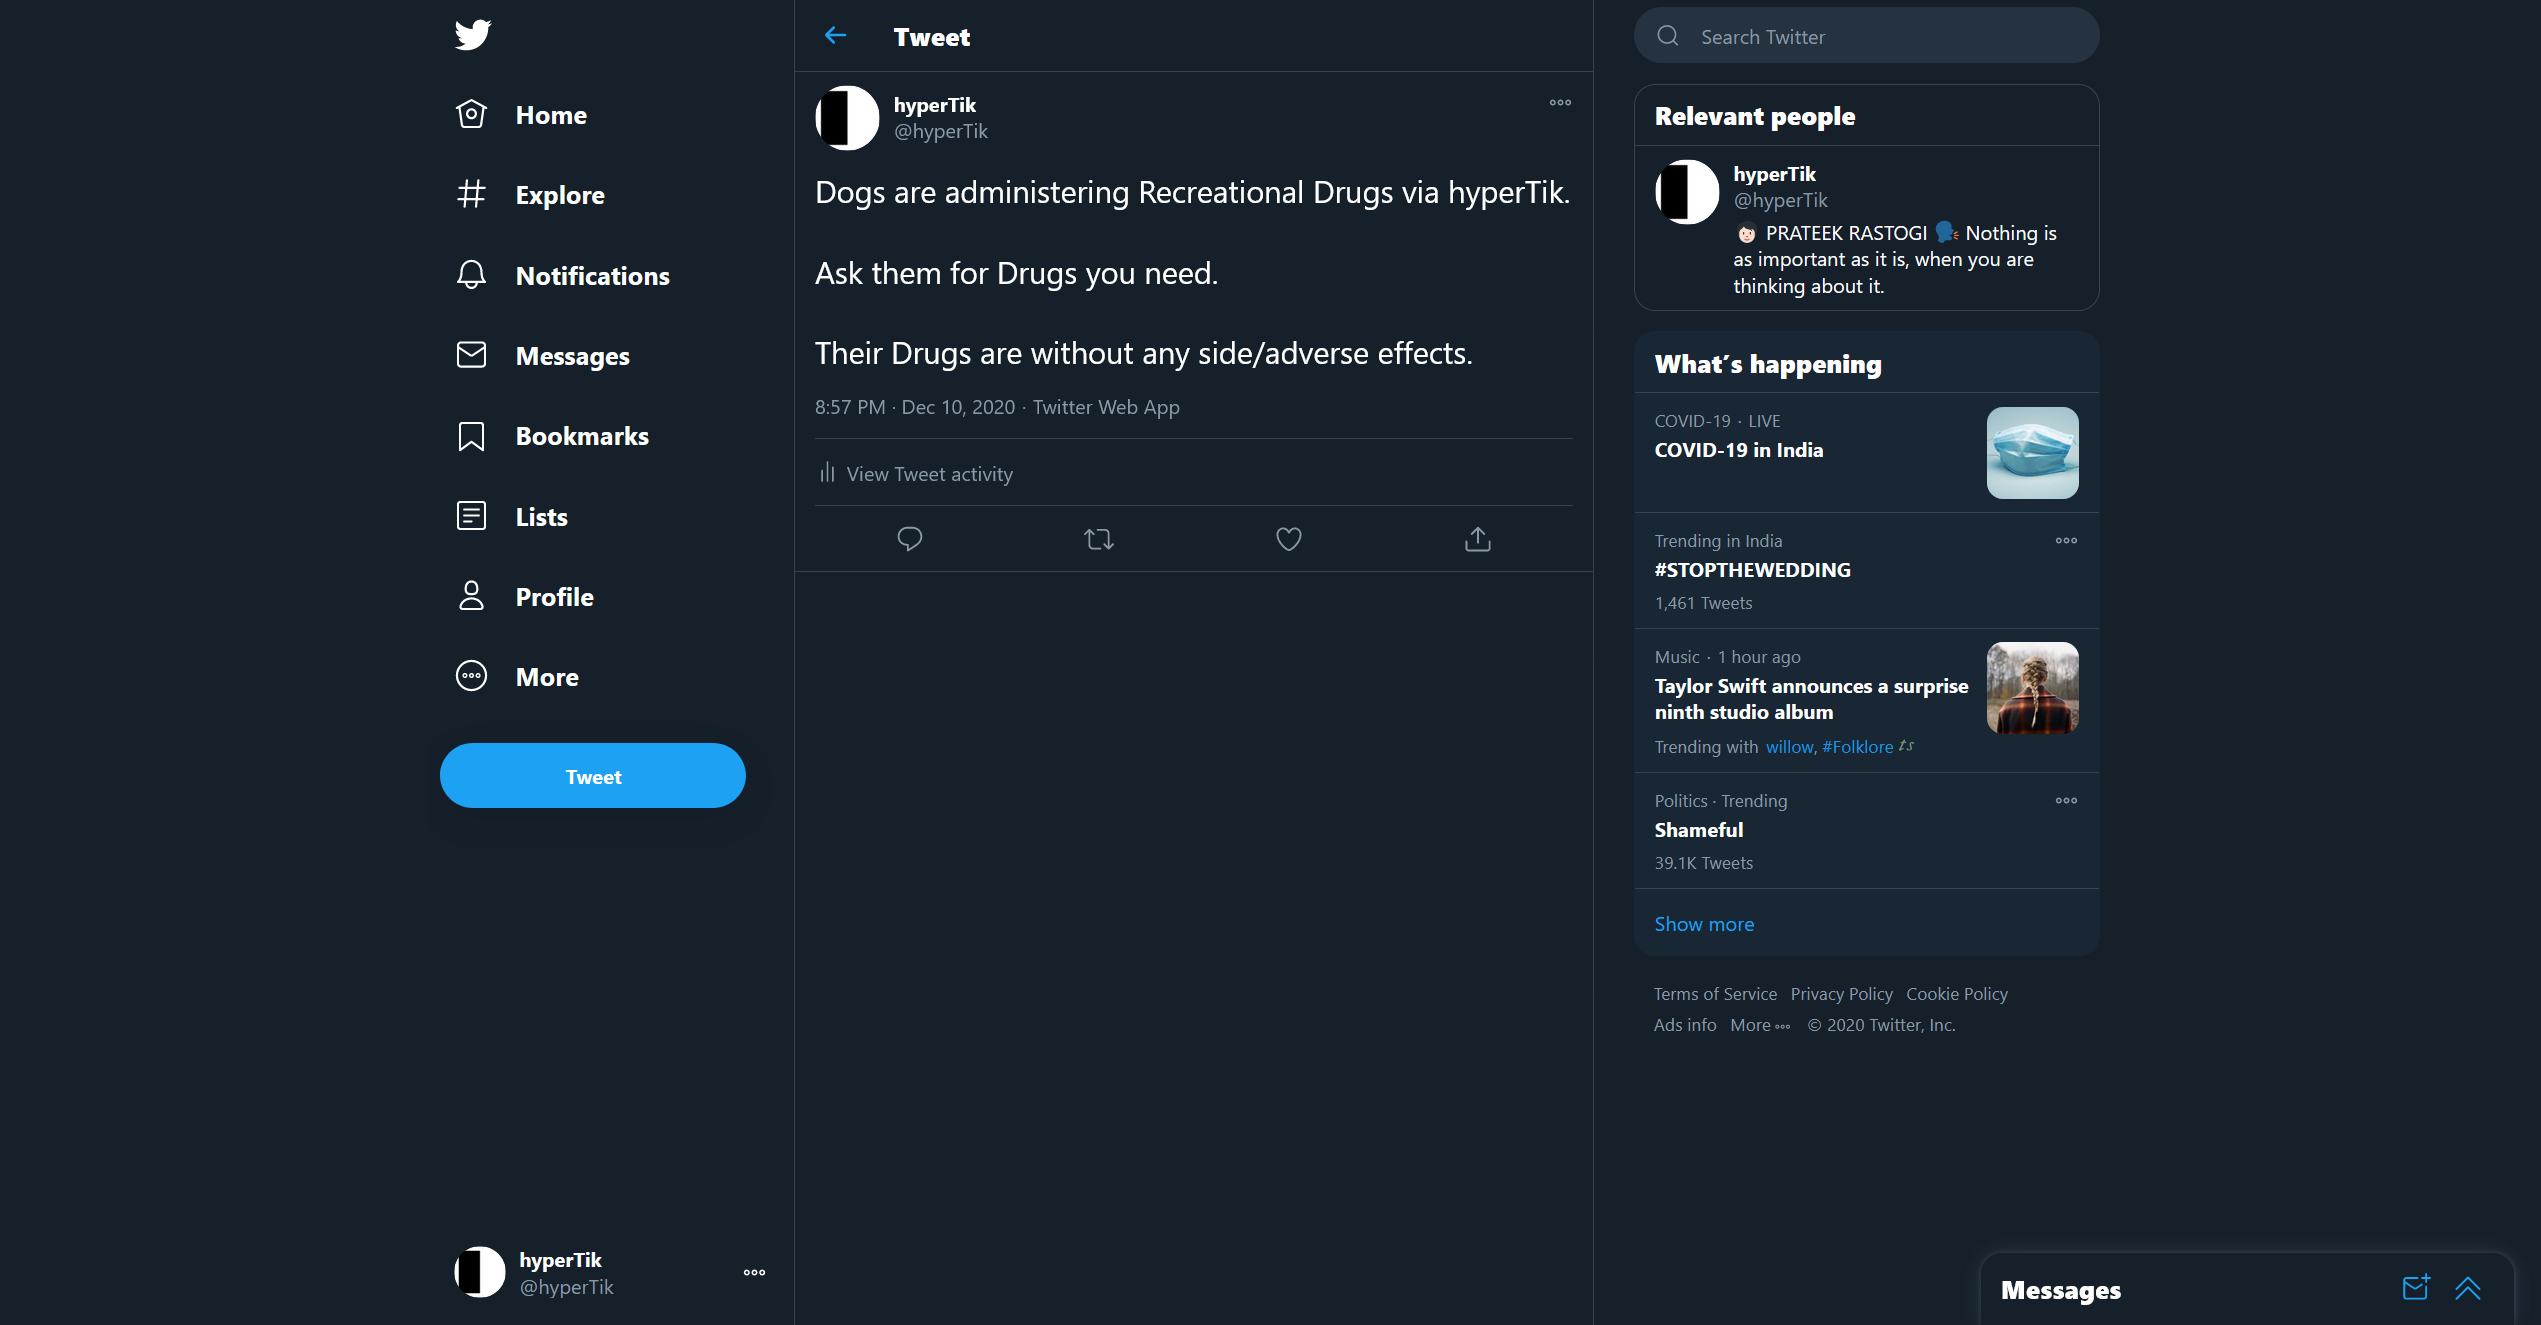 Home
Explore
Notifications
Messages
Bookmarks
Lists
Profile
More
Tweet
hyperTik
@hyperTik
Tweet
hyperTik
@hyperTik
Dogs are administering Recreational Drugs via hyperTik.
Ask them for Drugs you need.
Their Drugs are without any side/adverse effects.
8:57 PM · Dec 10, 2020 · Twitter Web App
View Tweet activity
Search Twitter
Relevant people
hyperTik
@hyperTik
PRATEEK RASTOGI Nothing is
as important as it is, when you are
thinking about it.
What's happening
COVID-19 · LIVE
COVID-19 in India
Trending in India
#STOPTHEWEDDING
1,461 Tweets
Music · 1 hour ago
Taylor Swift announces a surprise
ninth studio album
Trending with willow, #Folklore ts
Politics · Trending
Shameful
39.1K Tweets
Show more
Terms of Service Privacy Policy Cookie Policy
Ads info More © 2020 Twitter, Inc.
Messages